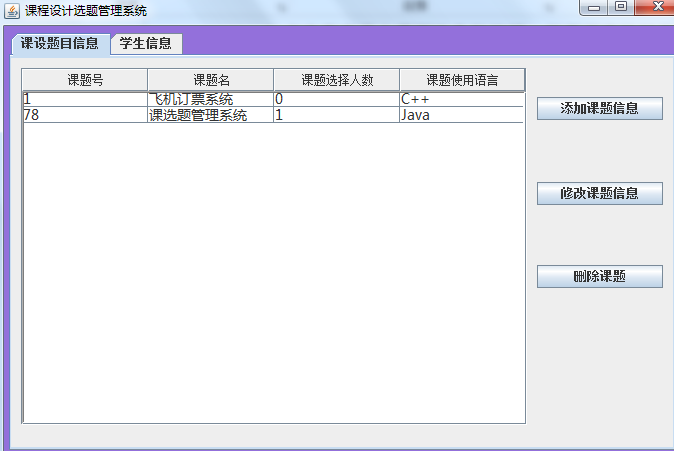 课程设计选题管理系统
课设题目信息 学生信息
课题号 课题名 课题选择人数 课题使用语言
1 飞机订票系统 0 C++
78 课选题管理系统 1 Java
添加课题信息
修改课题信息
删除课题